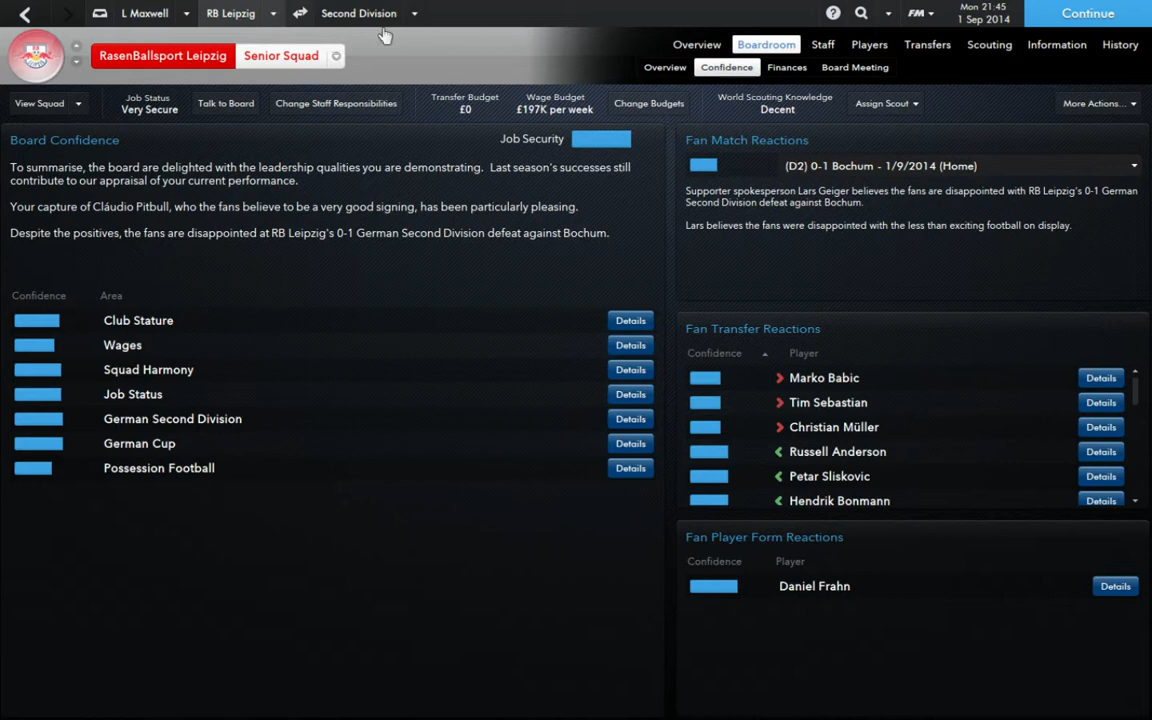 L Maxwell
RB Leipzig
Second Division
?
FM
Mon 21:45
1 Sep 2014
Continue
RasenBallsport Leipzig
Senior Squad
Overview
Boardroom
Staff
Players
Transfers
Scouting
Information
History
Overview
Confidence
Finances
Board Meeting
View Squad
Job Status
Very Secure
Talk to Board
Change Staff Responsibilities
Transfer Budget
£0
Wage Budget
£197K per week
Change Budgets
World Scouting Knowledge
Decent
Assign Scout
More Actions...
Board Confidence
Job Security
To summarise, the board are delighted with the leadership qualities you are demonstrating. Last season's successes still
contribute to our appraisal of your current performance.
Your capture of Cláudio Pitbull, who the fans believe to be a very good signing, has been particularly pleasing.
Despite the positives, the fans are disappointed at RB Leipzig's 0-1 German Second Division defeat against Bochum.
Confidence
Area
Club Stature
Details
Wages
Details
Squad Harmony
Details
Job Status
Details
German Second Division
Details
German Cup
Details
Possession Football
Details
Fan Match Reactions
(D2) 0-1 Bochum - 1/9/2014 (Home)
Supporter spokesperson Lars Geiger believes the fans are disappointed with RB Leipzig's 0-1 German
Second Division defeat against Bochum.
Lars believes the fans were disappointed with the less than exciting football on display.
Fan Transfer Reactions
Confidence
Player
Marko Babic
Details
Tim Sebastian
Details
Christian Müller
Details
Russell Anderson
Details
Petar Sliskovic
Details
Hendrik Bonmann
Details
Fan Player Form Reactions
Confidence
Player
Daniel Frahn
Details